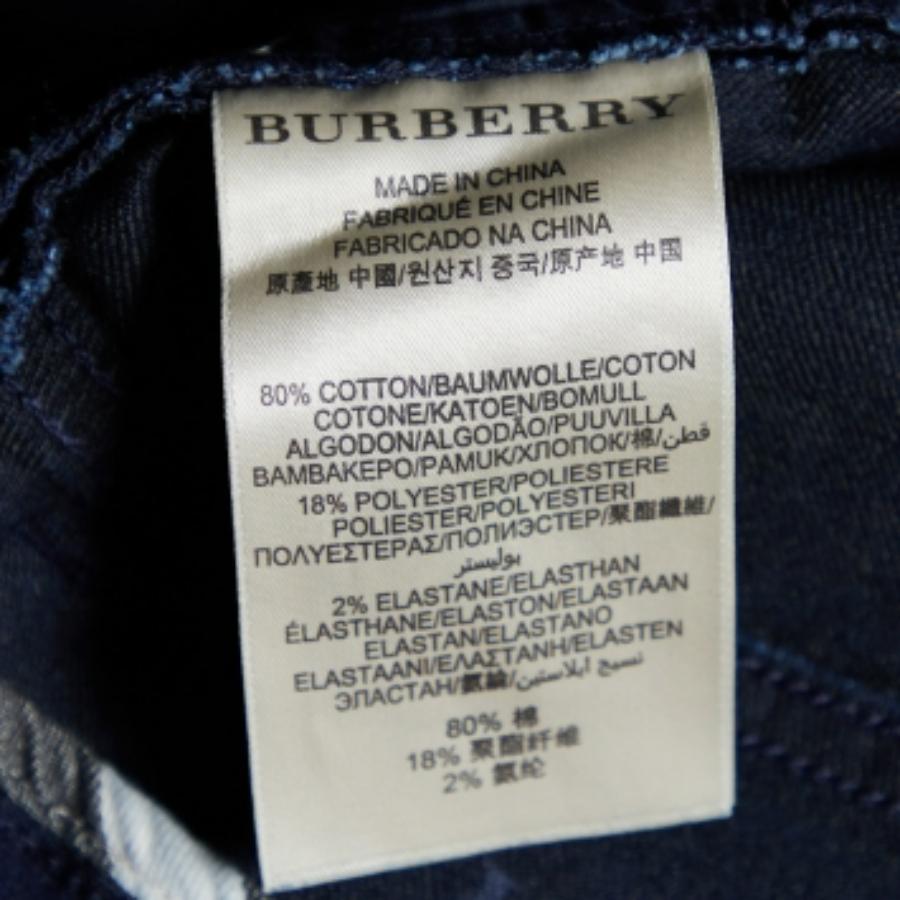 BURBERRY
MADE IN CHINA
FABRIQUÉ EN CHINE
FABRICADO NA CHINA
原產地 中國/원산지 중국/原产地 中国
80% COTTON/BAUMWOLLE/COTON
COTONE/KATOEN/BOMULL
ALGODON/ALGODÃO/PUUVILLA
ΒΑΜΒΑΚΕΡΟ/PAMUK/ХЛОПОК/棉/قطن
18% POLYESTER/POLIESTERE
POLIESTER/POLYESTERI
ΠΟΛΥΕΣΤΕΡΑΣ/ПОЛИЭСТЕР/聚酯纖維/
بوليستر
2% ELASTANE/ELASTHAN
ÉLASTHANE/ELASTON/ELASTAAN
ELASTAN/ELASTANO
ELASTAANI/ΕΛΑΣΤΑΝΗ/ELASTEN
ЭЛАСТАН/氨綸/نسيج ايلاستين
80% 棉
18% 聚酯纤维
2% 氨纶